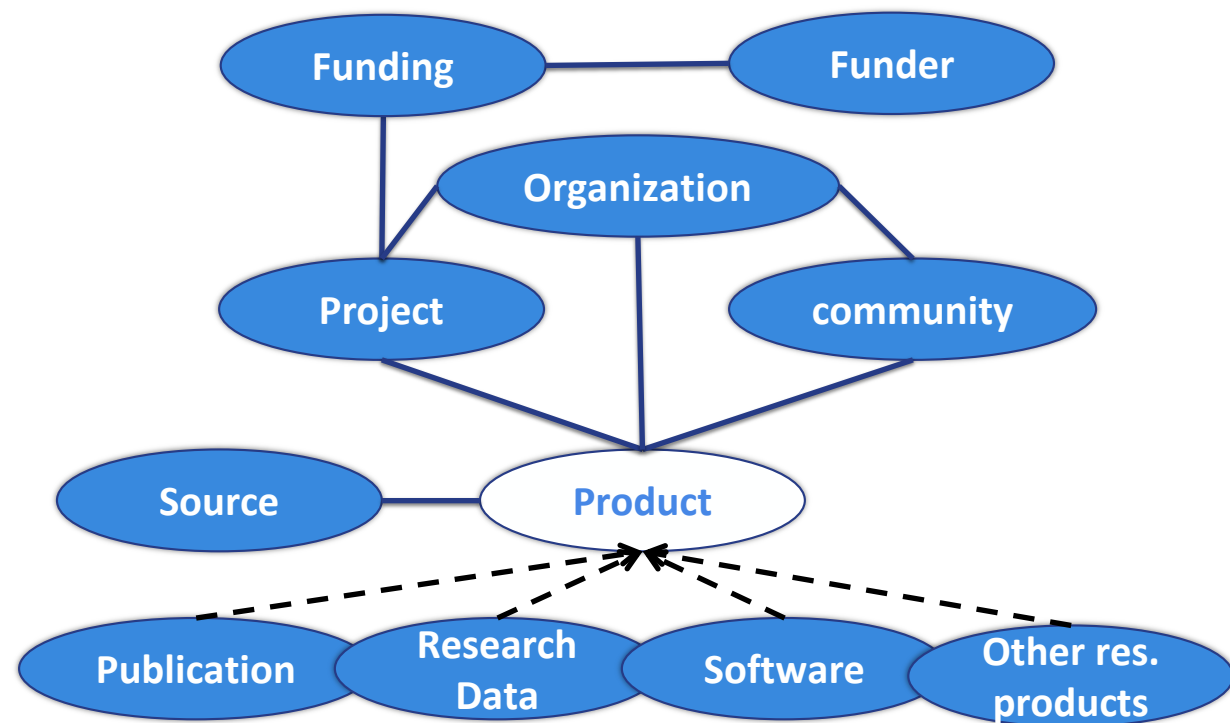 Funding
Funder
Organization
Project
community
Source
Product
Publication
Research
Data
Software
Other res.
products